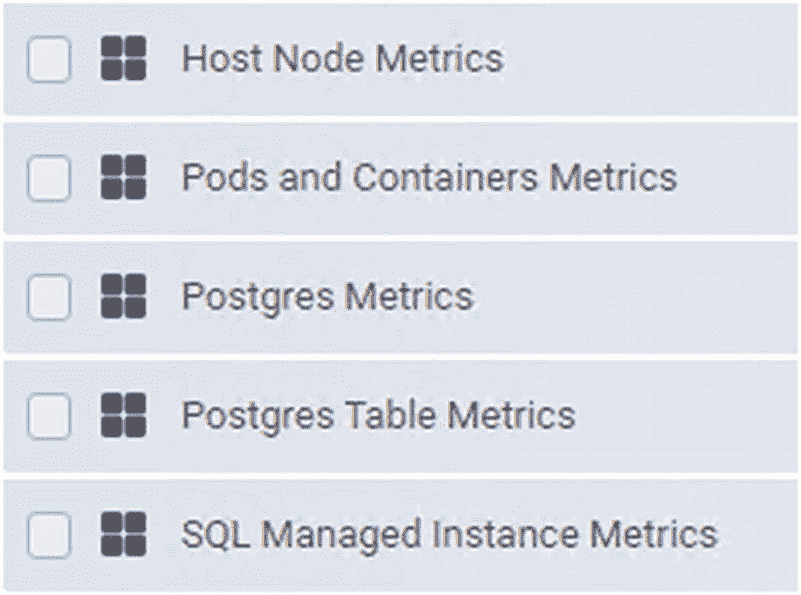 Host Node Metrics
Pods and Containers Metrics
Postgres Metrics
Postgres Table Metrics
SQL Managed Instance Metrics